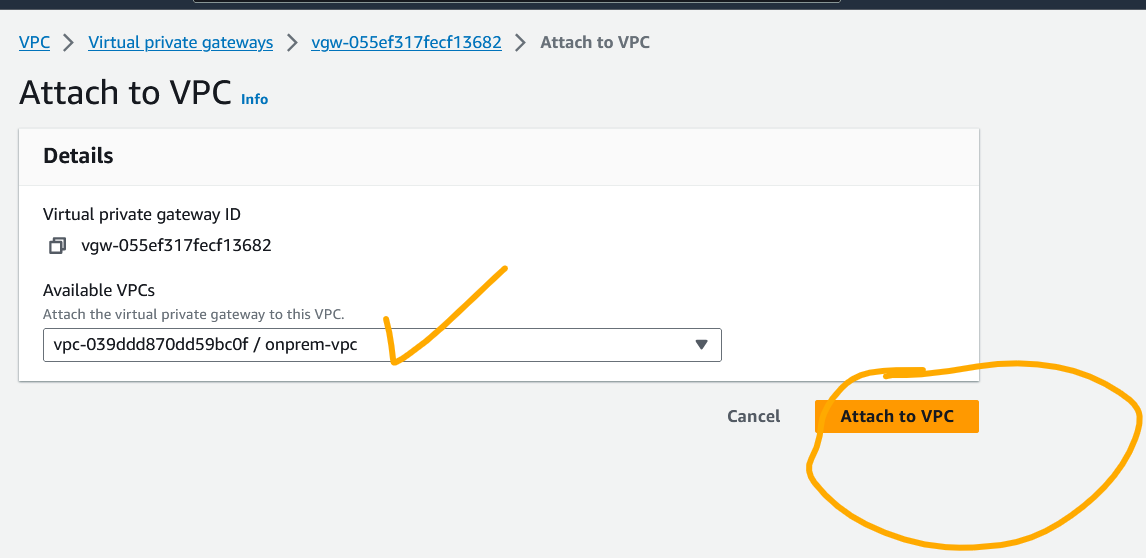 VPC > Virtual private gateways > vgw-055ef317fecf13682 > Attach to VPC
Attach to VPC Info
Details
Virtual private gateway ID
vgw-055ef317fecf13682
Available VPCs
Attach the virtual private gateway to this VPC.
vpc-039ddd870dd59bc0f / onprem-vpc
Cancel Attach to VPC